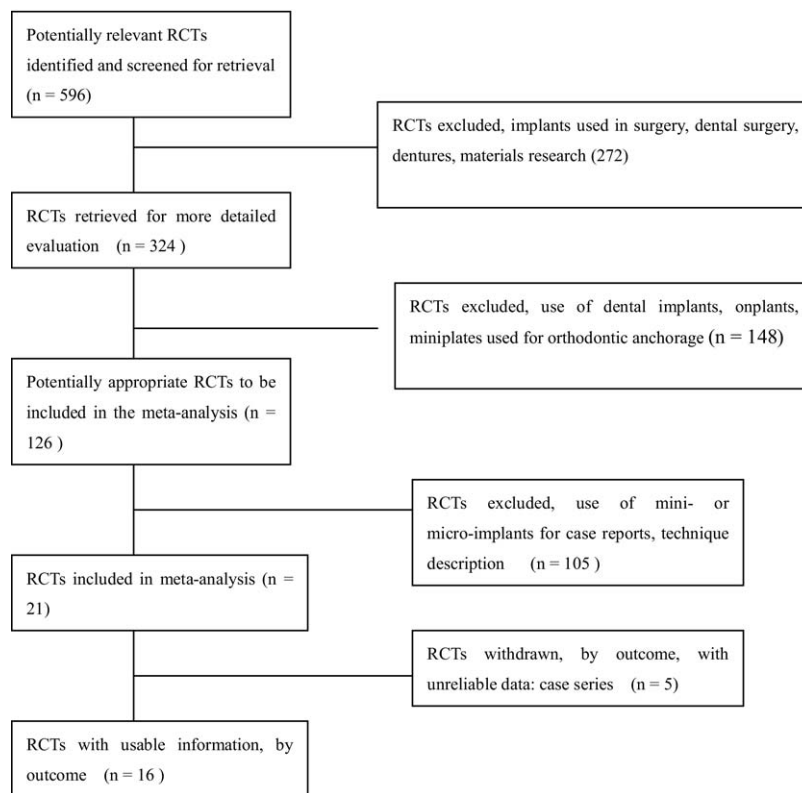 Potentially relevant RCTs
identified and screened for retrieval
(n = 596)
RCTs excluded, implants used in surgery, dental surgery,
dentures, materials research (272)
RCTs retrieved for more detailed
evaluation (n = 324 )
RCTs excluded, use of dental implants, onplants,
miniplates used for orthodontic anchorage (n = 148)
Potentially appropriate RCTs to be
included in the meta-analysis (n =
126 )
RCTs excluded, use of mini- or
micro-implants for case reports, technique
description (n = 105 )
RCTs included in meta-analysis (n =
21)
RCTs withdrawn, by outcome, with
unreliable data: case series (n = 5)
RCTs with usable information, by
outcome (n = 16 )